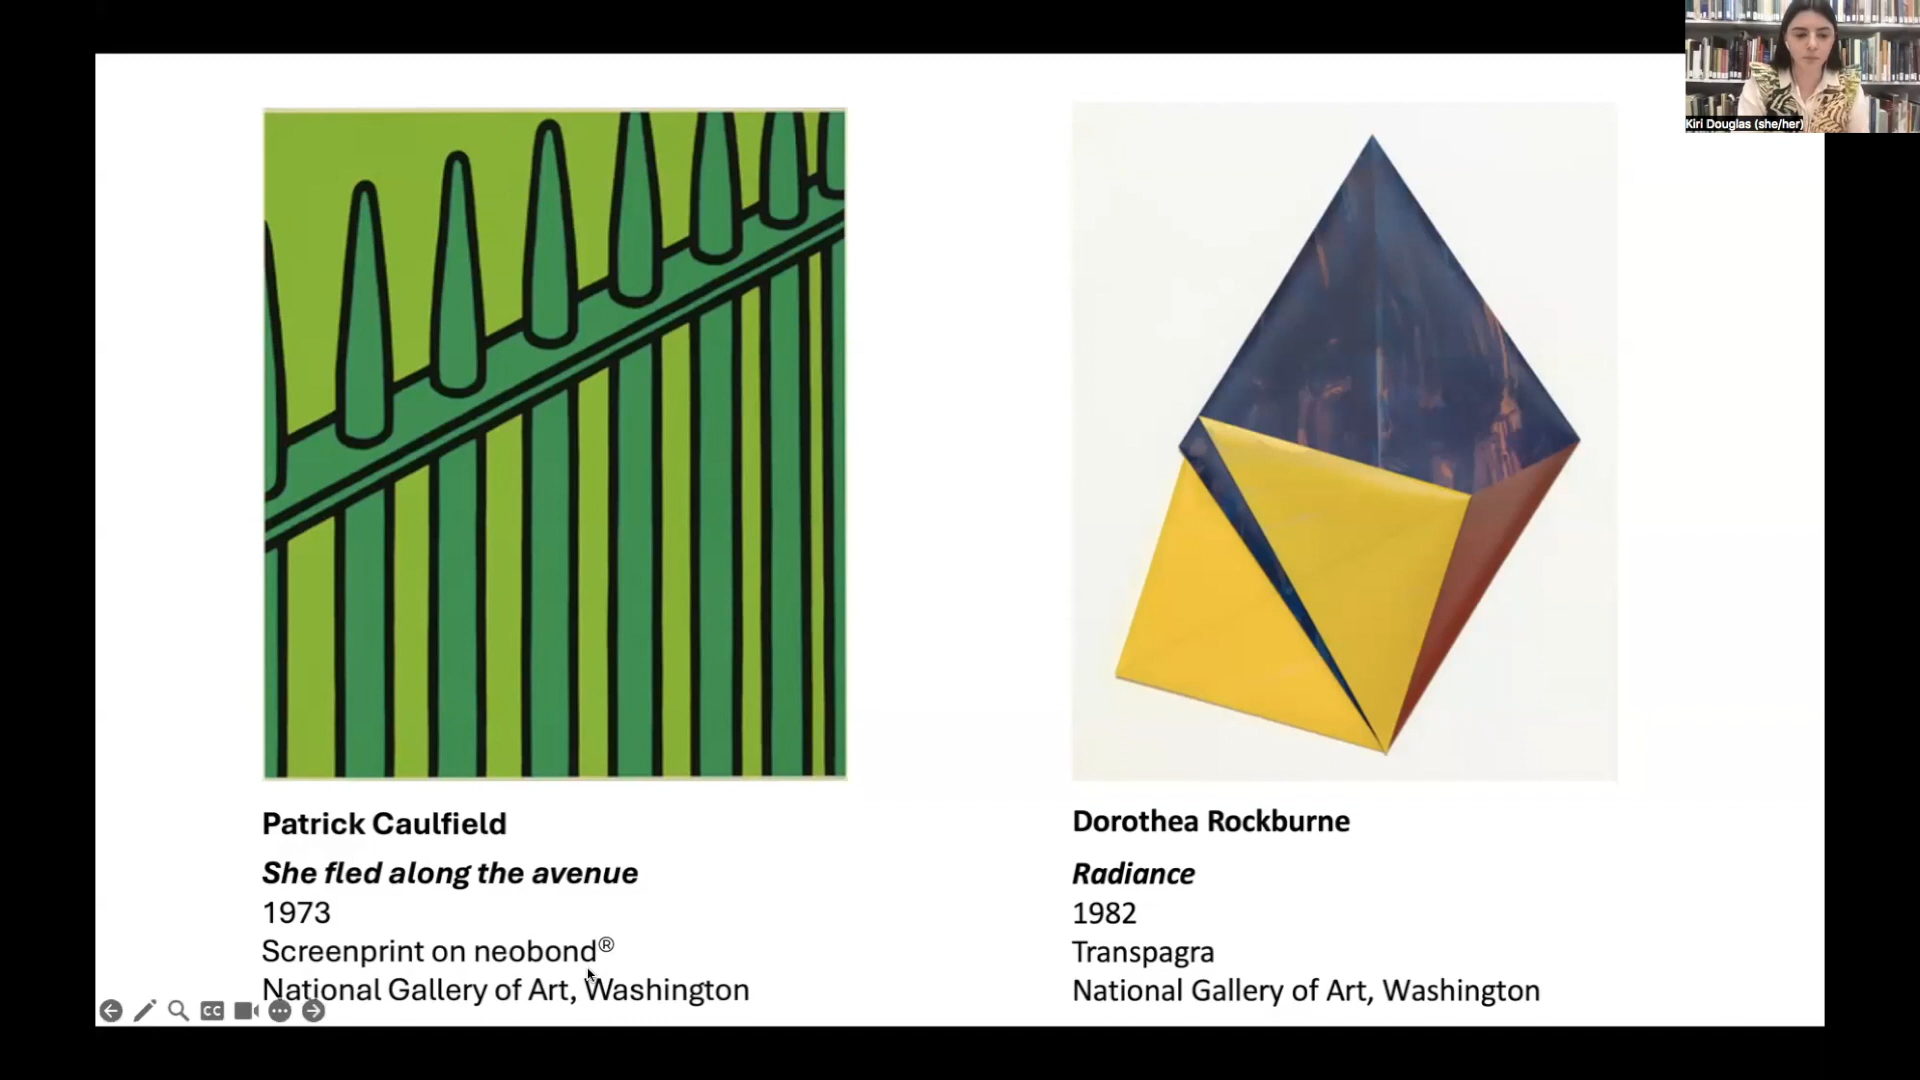 Kiri Douglas (she/her)
Patrick Caulfield
She fled along the avenue
1973
Screenprint on neobond®
National Gallery of Art, Washington
Dorothea Rockburne
Radiance
1982
Transpagra
National Gallery of Art, Washington
CC